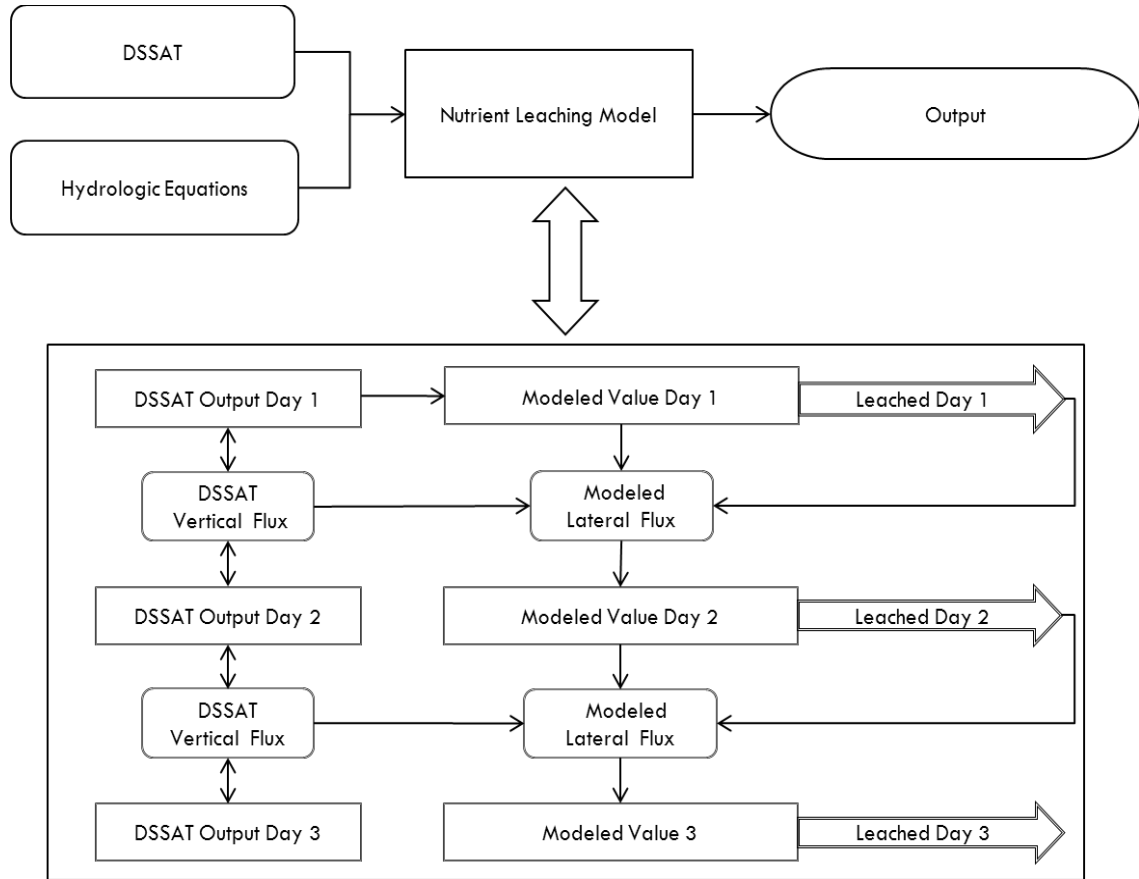 DSSAT
Nutrient Leaching Model
Output
Hydrologic Equations
DSSAT Output Day 1
Modeled Value Day 1
Leached Day 1
DSSAT
Vertical Flux
Modeled
Lateral Flux
DSSAT Output Day 2
Modeled Value Day 2
Leached Day 2
DSSAT
Vertical Flux
Modeled
Lateral Flux
DSSAT Output Day 3
Modeled Value 3
Leached Day 3